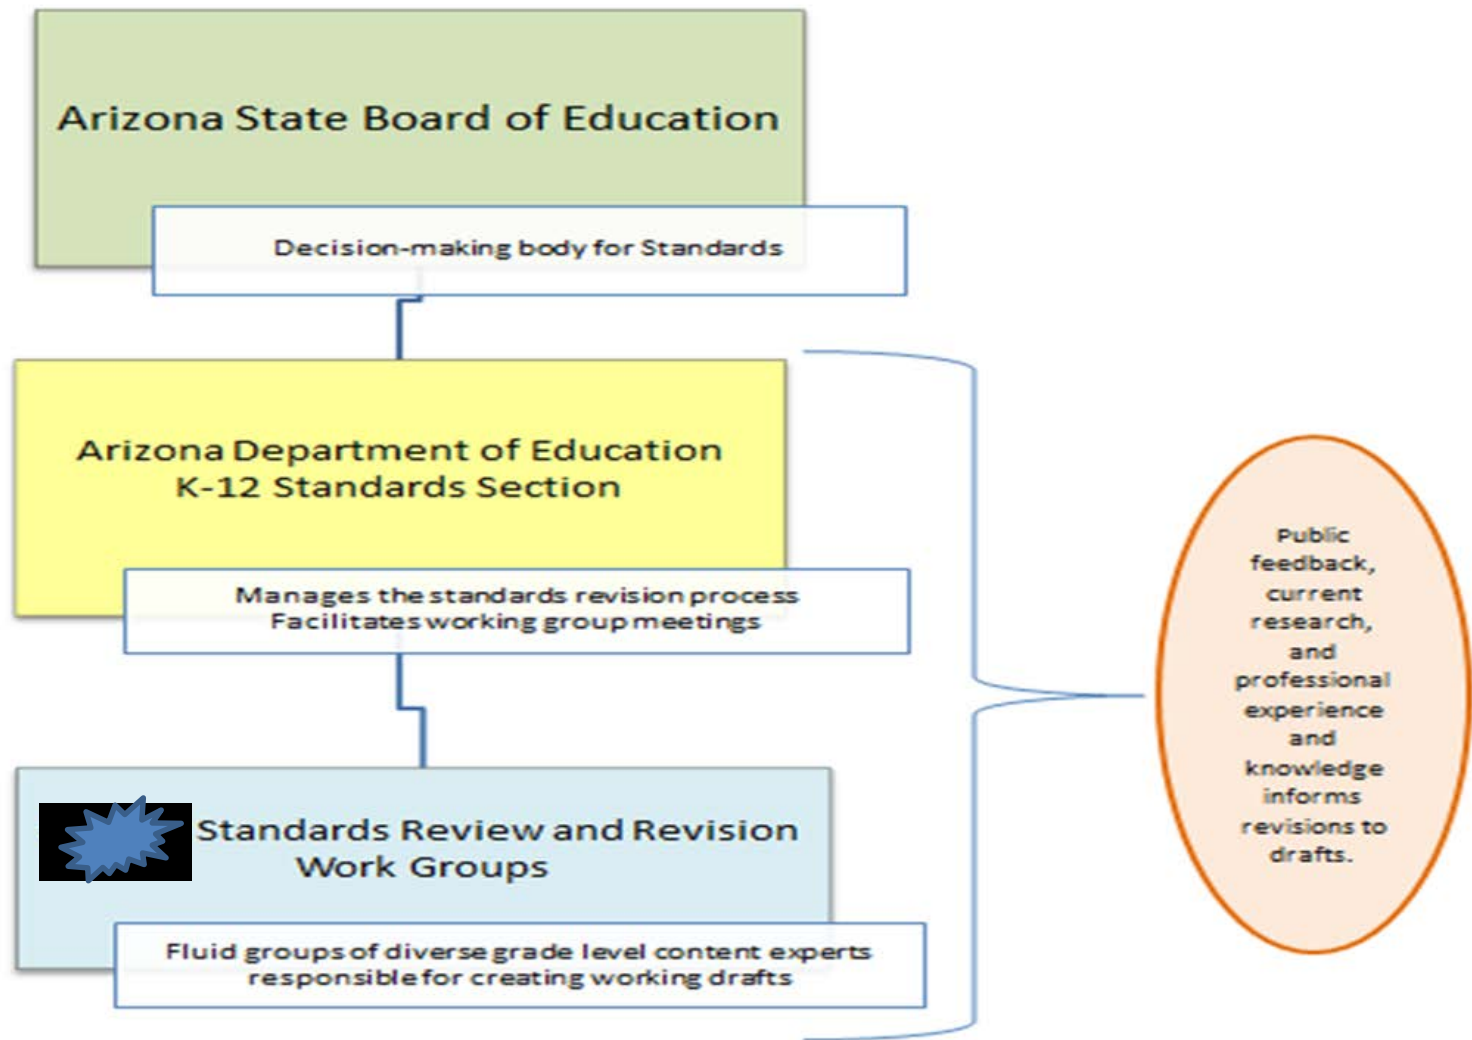 Arizona State Board of Education
Decision-making body for Standards
Arizona Department of Education
K-12 Standards Section
Manages the standards revision process
Facilitates working group meetings
Standards Review and Revision
Work Groups
Fluid groups of diverse grade level content experts
responsible for creating working drafts
Public
feedback,
current
research,
and
professional
experience
and
knowledge
informs
revisions to
drafts.